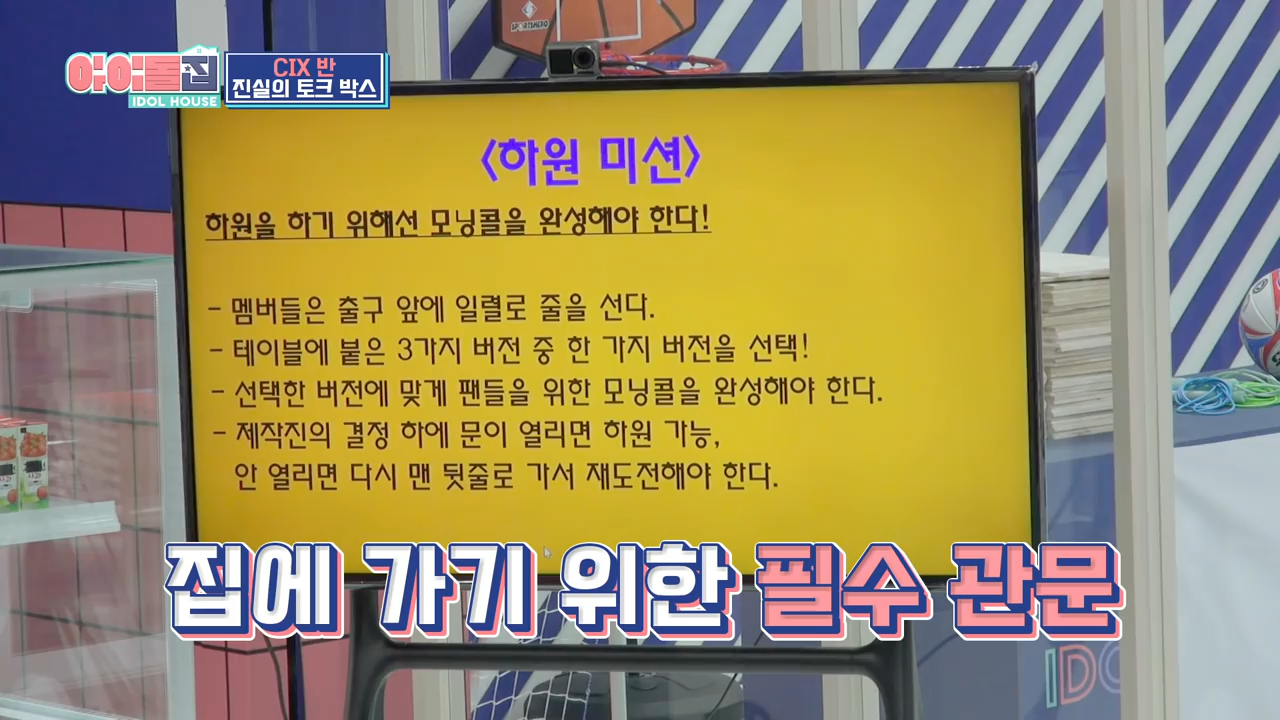 아이돌집
IDOL HOUSE
CIX 반
진실의 토크 박스
<하원 미션>
하원을 하기 위해선 모닝콜을 완성해야 한다!
- 멤버들은 출구 앞에 일렬로 줄을 선다.
- 테이블에 붙은 3가지 버전 중 한 가지 버전을 선택!
- 선택한 버전에 맞게 팬들을 위한 모닝콜을 완성해야 한다.
- 제작진의 결정 하에 문이 열리면 하원 가능,
안 열리면 다시 맨 뒷줄로 가서 재도전해야 한다.
집에 가기 위한 필수 관문
IDO